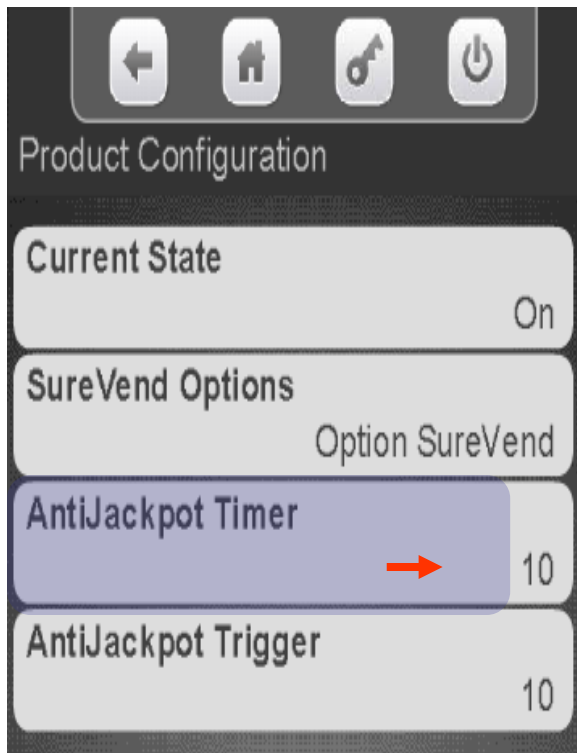 Product Configuration
Current State
On
SureVend Options
Option SureVend
AntiJackpot Timer
10
AntiJackpot Trigger
10